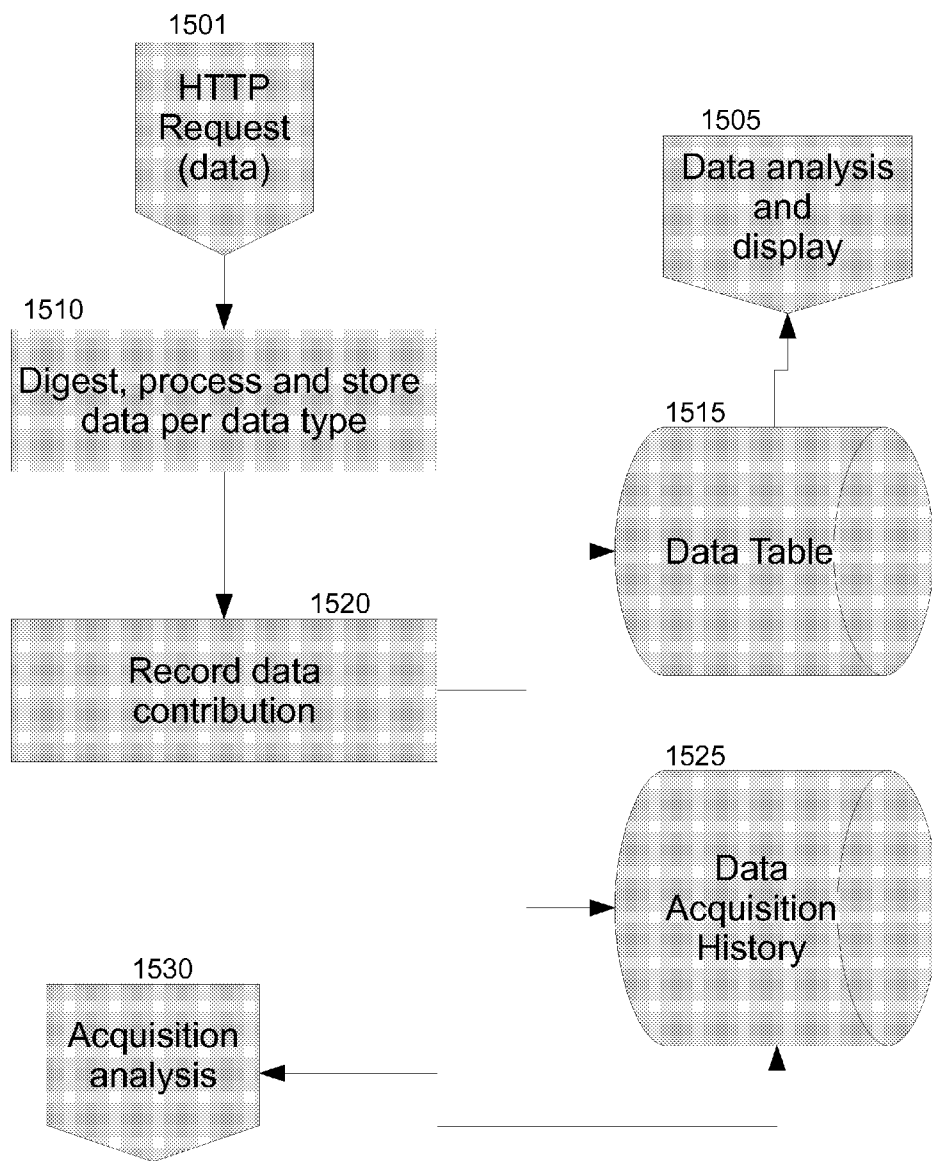 1501
HTTP
Request
(data)
1505
Data analysis
and
display
1510
Digest, process and store
data per data type
1515
Data Table
1520
Record data
contribution
1525
Data
Acquisition
History
1530
Acquisition
analysis